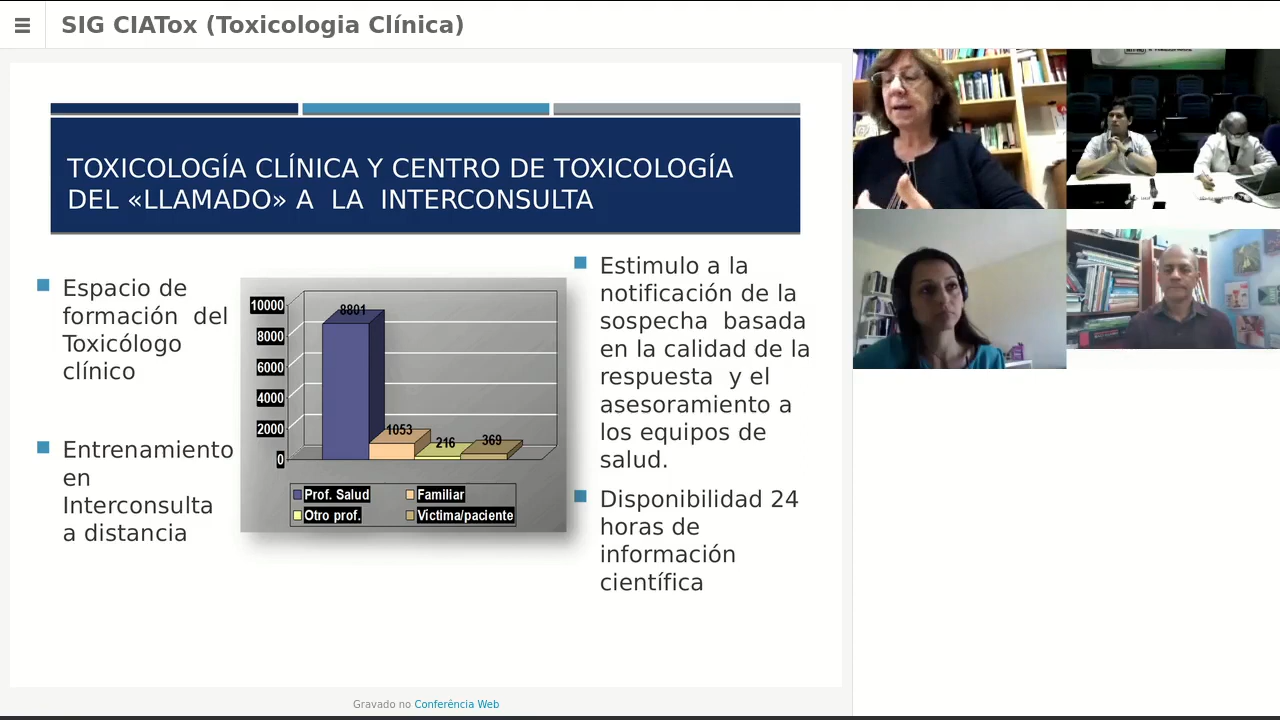 SIG CIATox (Toxicologia Clínica)
TOXICOLOGÍA CLÍNICA Y CENTRO DE TOXICOLOGÍA
DEL «LLAMADO» A LA INTERCONSULTA
Espacio de
formación del
Toxicólogo
clínico
Entrenamiento
en
Interconsulta
a distancia
10000
8000
6000
4000
2000
0
8801
1053
216
369
Prof. Salud
Familiar
Otro prof.
Víctima/paciente
Estimulo a la
notificación de la
sospecha basada
en la calidad de la
respuesta y el
asesoramiento a
los equipos de
salud.
Disponibilidad 24
horas de
información
científica
Gravado no Conferência Web